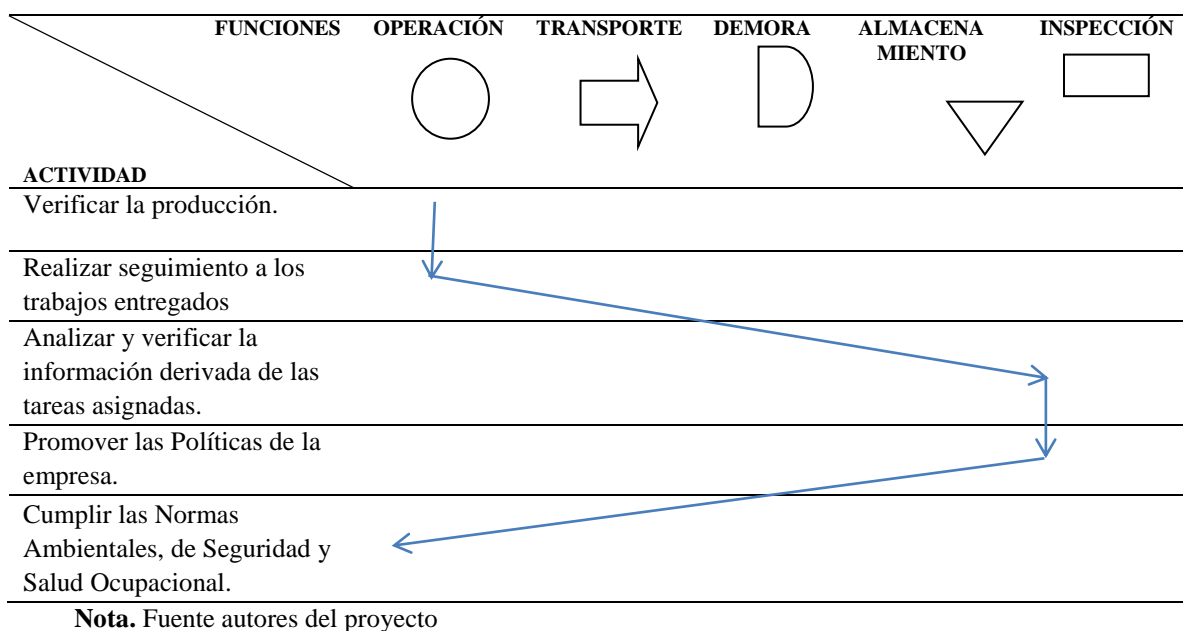 FUNCIONES OPERACIÓN TRANSPORTE DEMORA ALMACENA INSPECCIÓN
MIENTO
ACTIVIDAD
Verificar la producción.
Realizar seguimiento a los
trabajos entregados
Analizar y verificar la
información derivada de las
tareas asignadas.
Promover las Políticas de la
empresa.
Cumplir las Normas
Ambientales, de Seguridad y
Salud Ocupacional.
Nota. Fuente autores del proyecto